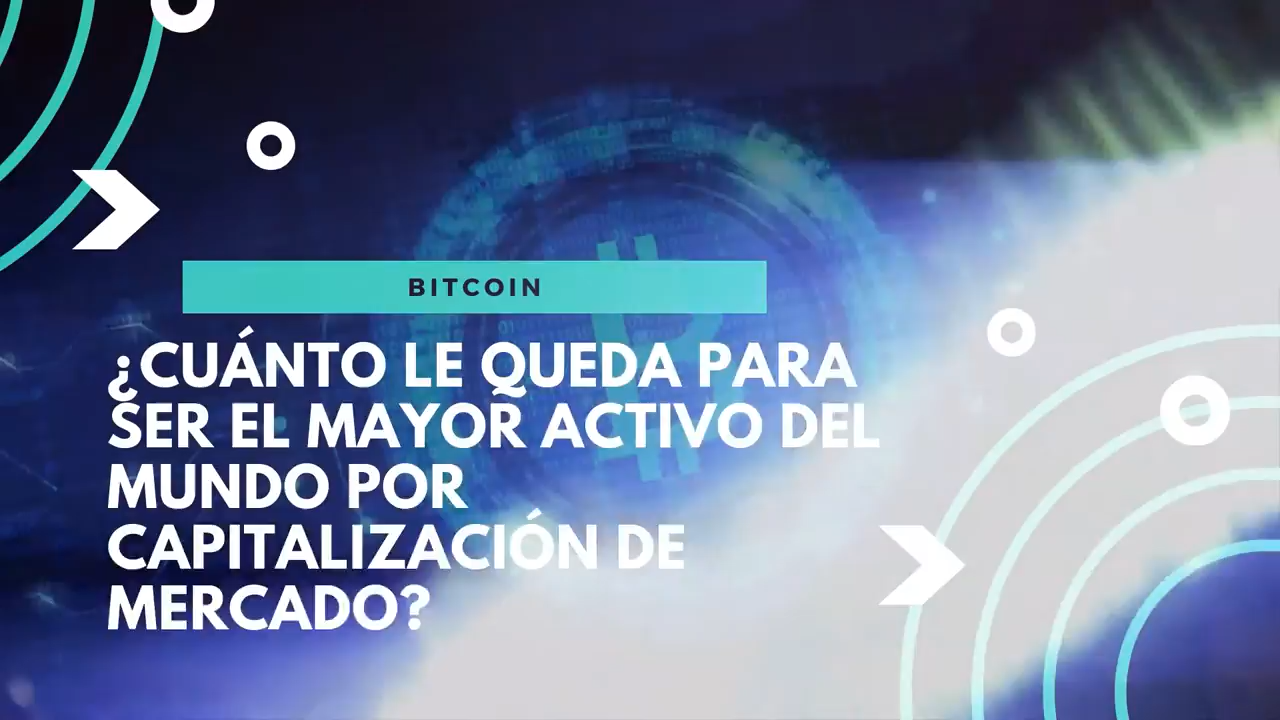 BITCOIN
¿CUÁNTO LE QUEDA PARA
SER EL MAYOR ACTIVO DEL
MUNDO POR
CAPITALIZACIÓN DE
MERCADO?